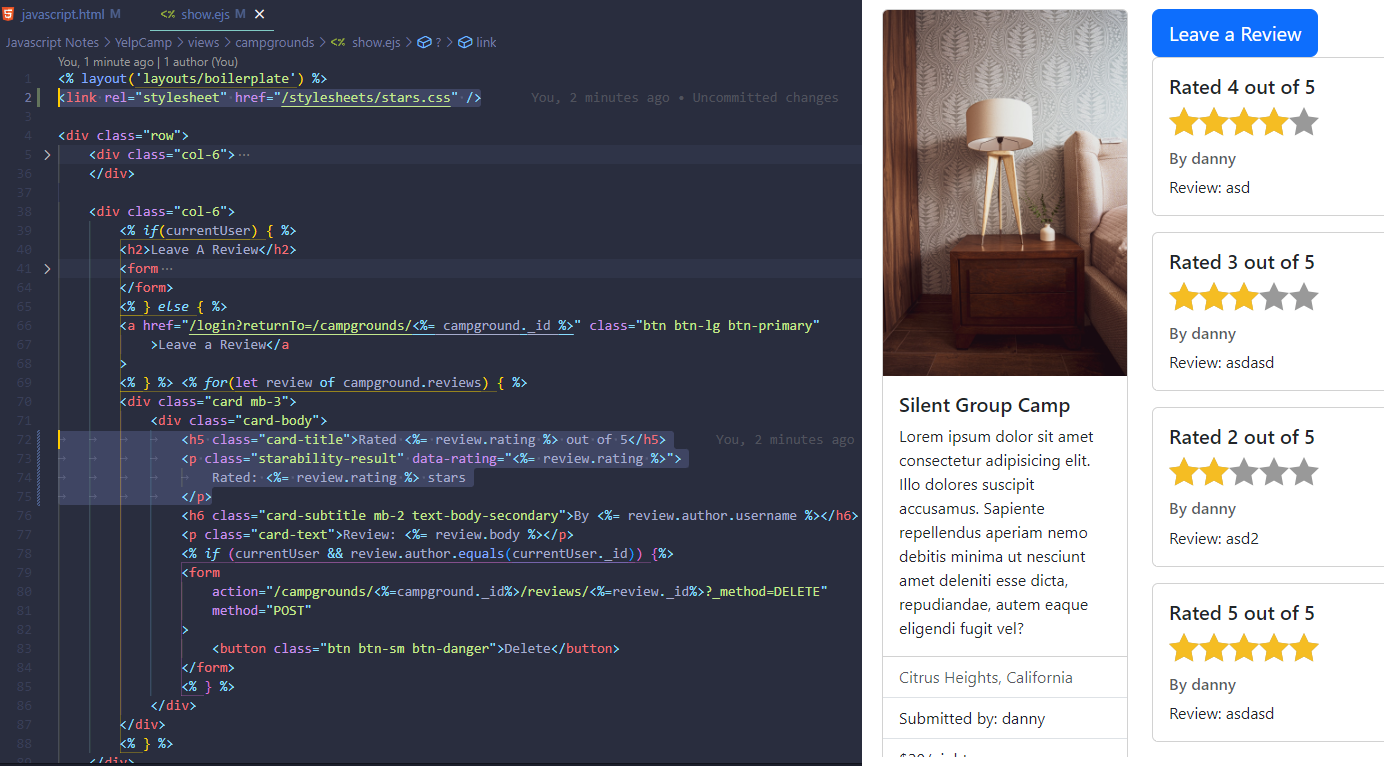 javascript.html M
show.ejs M
Javascript Notes > YelpCamp > views > campgrounds > show.ejs > ? > link
You, 1 minute ago | 1 author (You)
1 <% layout('layouts/boilerplate') %>
2 <link rel="stylesheet" href="/stylesheets/stars.css" /> You, 2 minutes ago • Uncommitted changes
3
4 <div class="row">
5 <div class="col-6"> ⋯
36 </div>
37
38 <div class="col-6">
39 <% if(currentUser) { %>
40 <h2>Leave A Review</h2>
41 <form ⋯
64 </form>
65 <% } else { %>
66 <a href="/login?returnTo=/campgrounds/<%= campground._id %>" class="btn btn-lg btn-primary"
67 >Leave a Review</a
68 >
69 <% } %> <% for(let review of campground.reviews) { %>
70 <div class="card mb-3">
71 <div class="card-body">
72 <h5 class="card-title">Rated <%= review.rating %> out of 5</h5> You, 2 minutes ago
73 <p class="starability-result" data-rating="<%= review.rating %>">
74 Rated: <%= review.rating %> stars
75 </p>
76 <h6 class="card-subtitle mb-2 text-body-secondary">By <%= review.author.username %></h6>
77 <p class="card-text">Review: <%= review.body %></p>
78 <% if (currentUser && review.author.equals(currentUser._id)) {%>
79 <form
80 action="/campgrounds/<%=campground._id%>/reviews/<%=review._id%>?_method=DELETE"
81 method="POST"
82 >
83 <button class="btn btn-sm btn-danger">Delete</button>
84 </form>
85 <% } %>
86 </div>
87 </div>
88 <% } %>
</div>
Silent Group Camp
Lorem ipsum dolor sit amet
consectetur adipisicing elit.
Illo dolores suscipit
accusamus. Sapiente
repellendus aperiam nemo
debitis minima ut nesciunt
amet deleniti esse dicta,
repudiandae, autem eaque
eligendi fugit vel?
Citrus Heights, California
Submitted by: danny
Leave a Review
Rated 4 out of 5
By danny
Review: asd
Rated 3 out of 5
By danny
Review: asdasd
Rated 2 out of 5
By danny
Review: asd2
Rated 5 out of 5
By danny
Review: asdasd